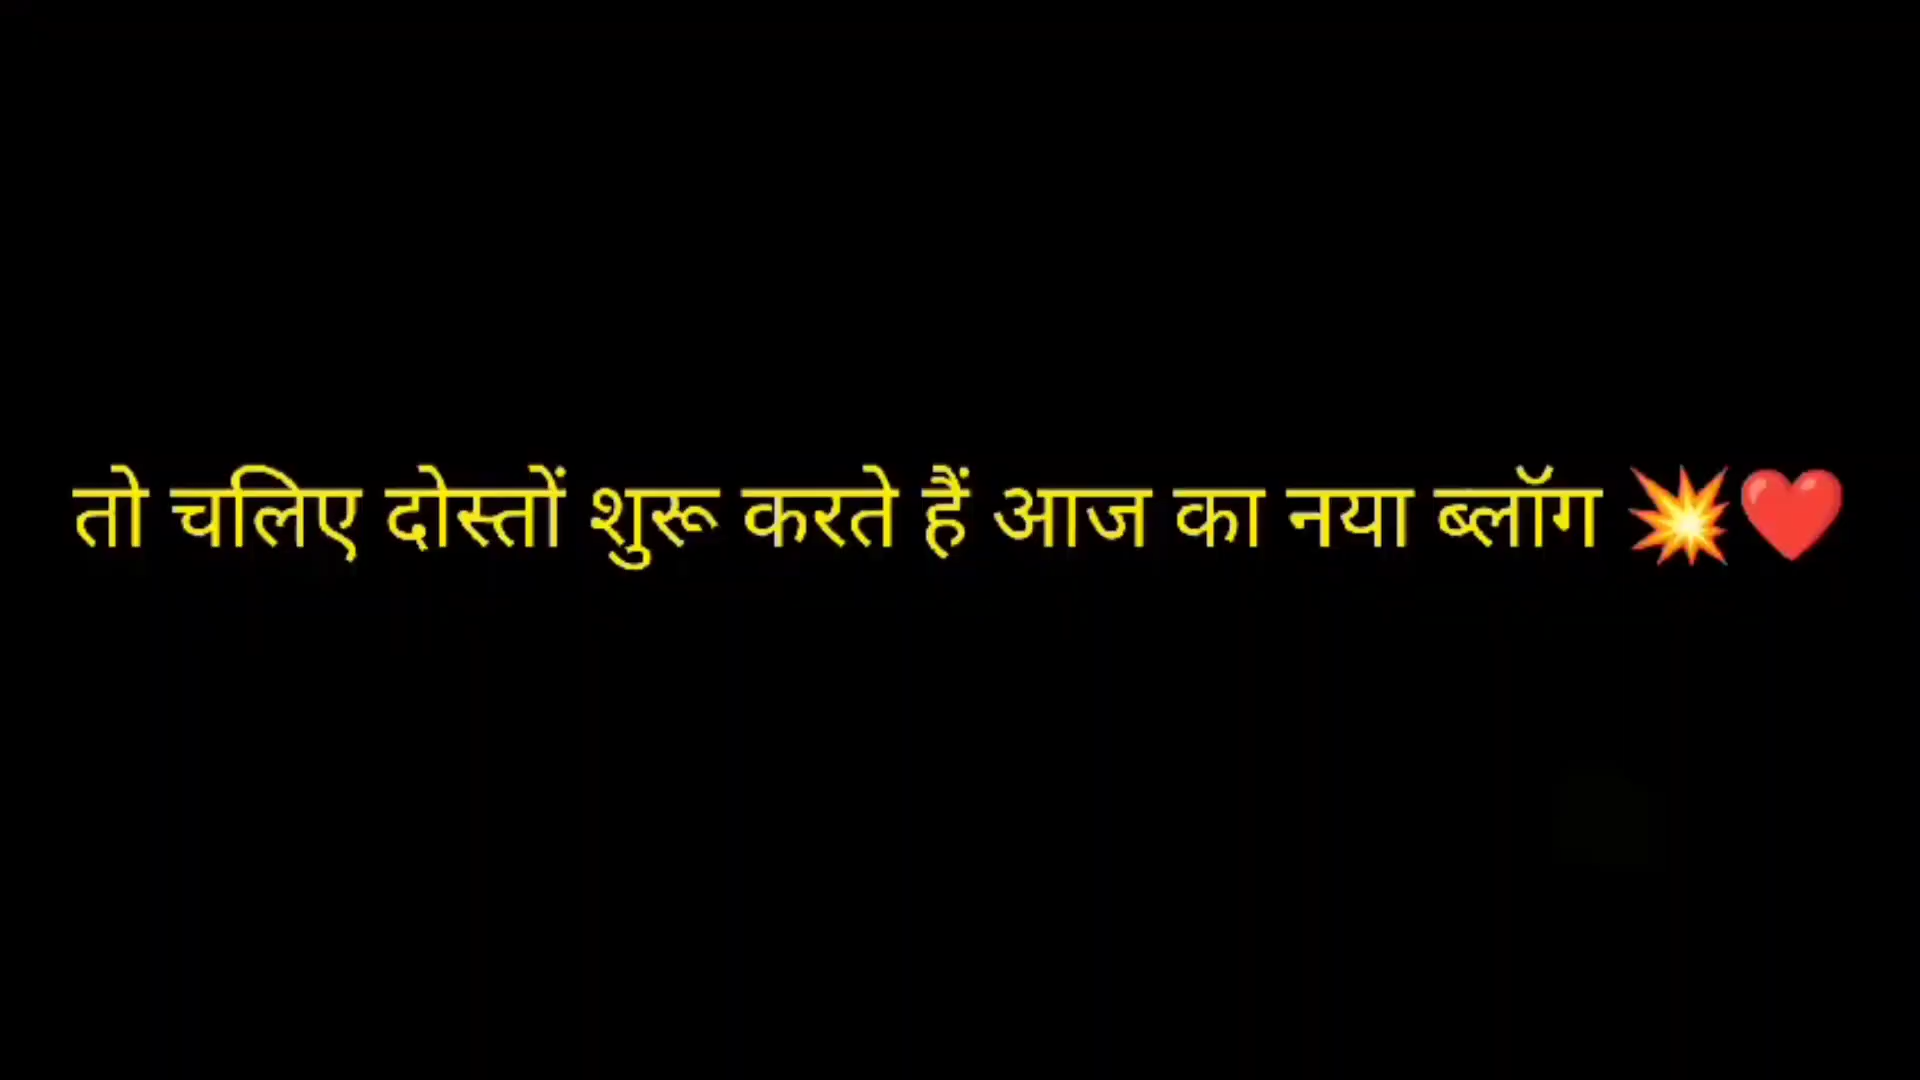 तो चलिए दोस्तों शुरू करते हैं आज का नया ब्लॉग 💥❤️